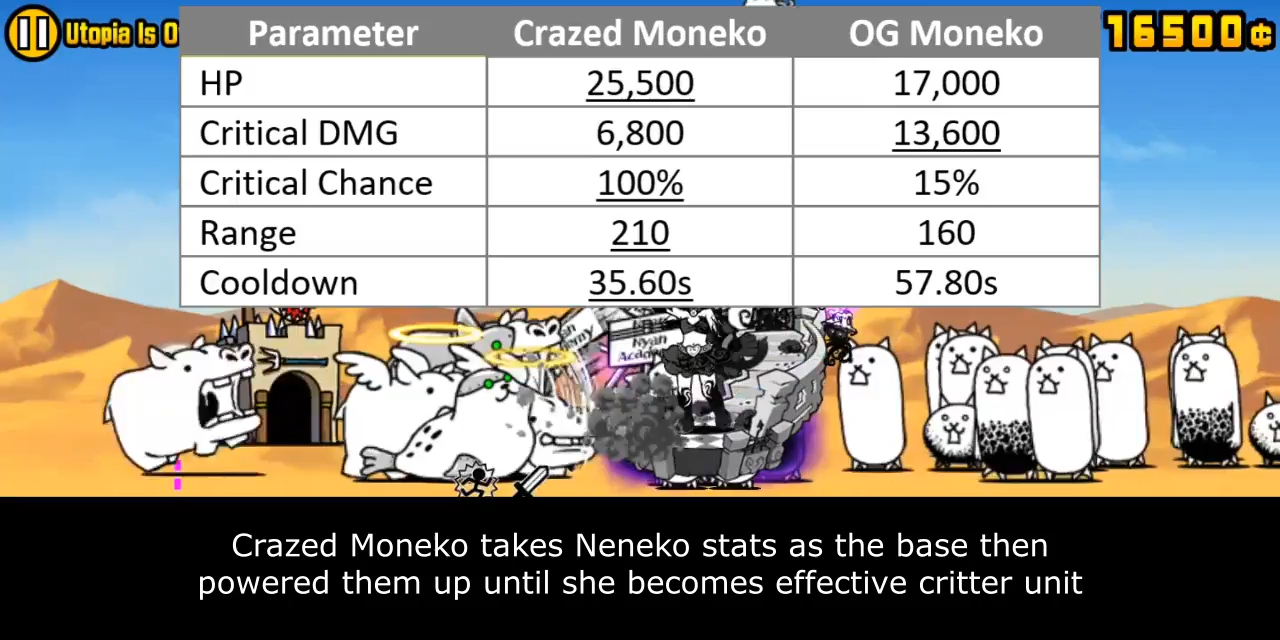 Utopia Is O
16500¢
Parameter Crazed Moneko OG Moneko
HP 25,500 17,000
Critical DMG 6,800 13,600
Critical Chance 100% 15%
Range 210 160
Cooldown 35.60s 57.80s
Nyah
Crazed Moneko takes Neneko stats as the base then
powered them up until she becomes effective critter unit